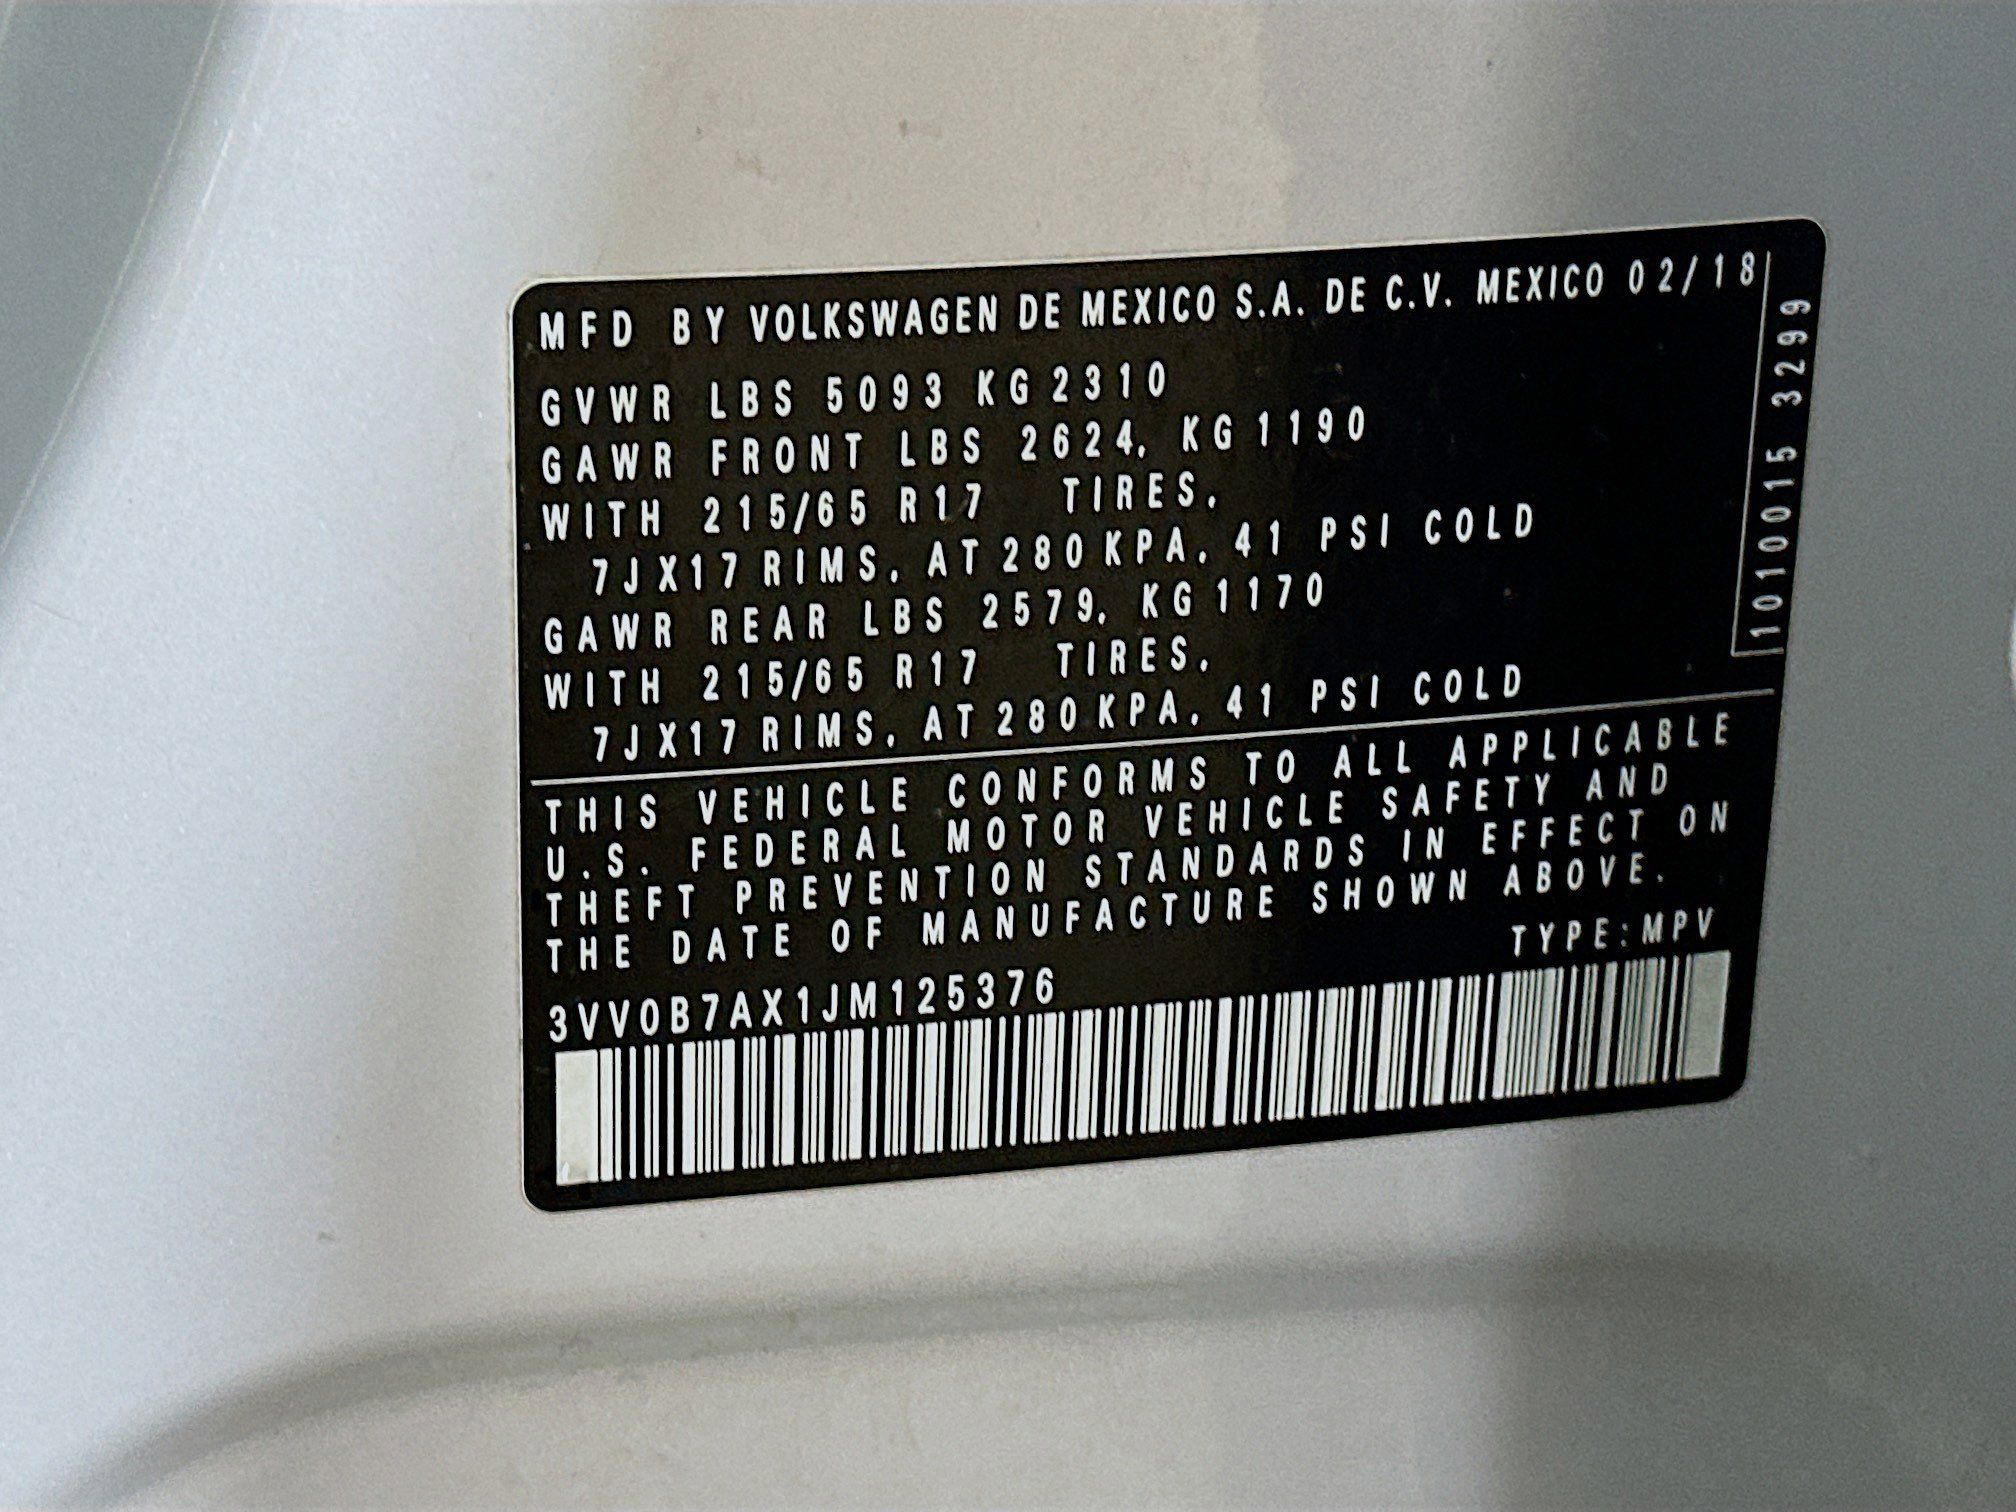 MFD BY VOLKSWAGEN DE MEXICO S.A. DE C.V. MEXICO 02/18
GVWR LBS 5093 KG 2310
GAWR FRONT LBS 2624, KG 1190
WITH 215/65 R17 TIRES,
7JX17 RIMS, AT 280 KPA, 41 PSI COLD
GAWR REAR LBS 2579, KG 1170
WITH 215/65 R17 TIRES,
7JX17 RIMS, AT 280 KPA, 41 PSI COLD
1010015 3299
THIS VEHICLE CONFORMS TO ALL APPLICABLE
U.S. FEDERAL MOTOR VEHICLE SAFETY AND
THEFT PREVENTION STANDARDS IN EFFECT ON
THE DATE OF MANUFACTURE SHOWN ABOVE.
TYPE:MPV
3VV0B7AX1JM125376